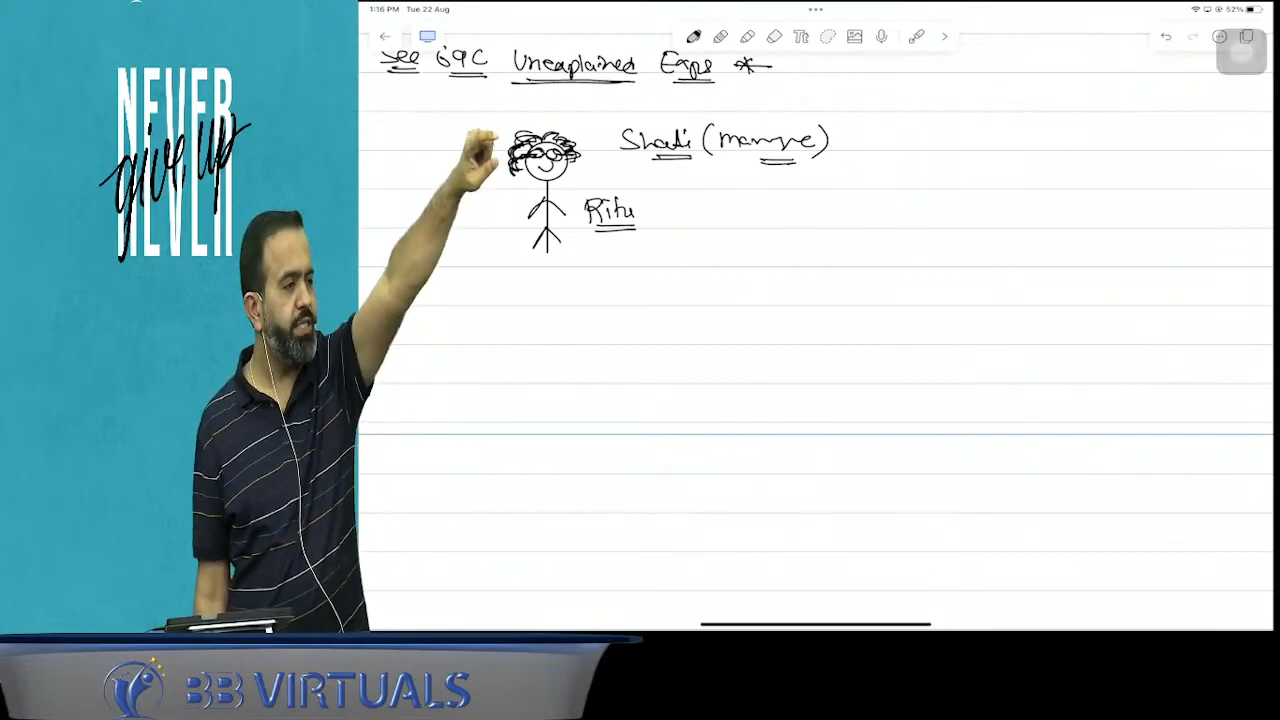 1:16 PM Tue 22 Aug
52%
NEVER
give up
NEVER
See 69C Unexplained Exps *
Shadi (marriage)
Ritu
BB VIRTUALS